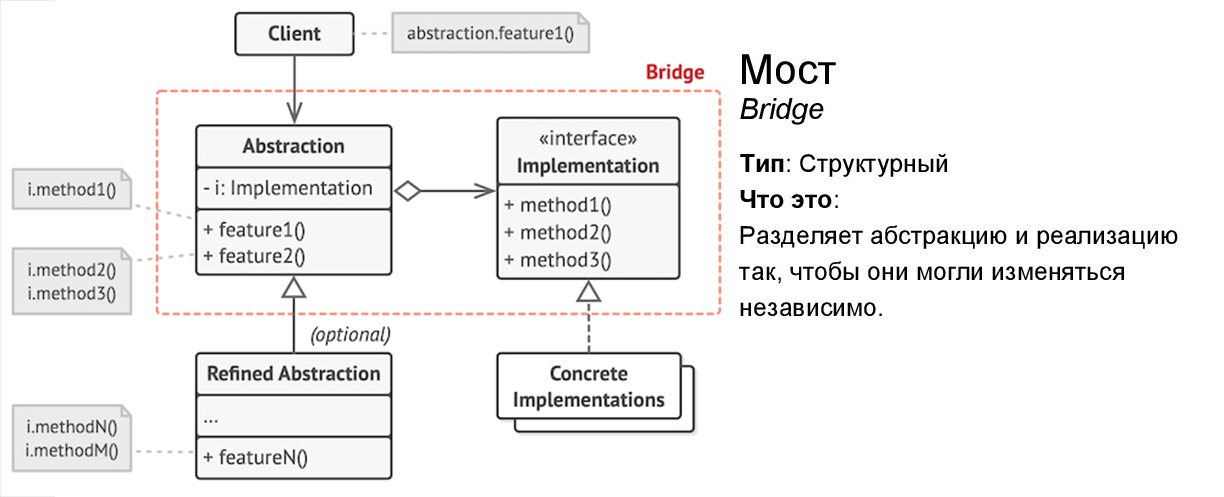 Client
abstraction.feature1()
Bridge
Abstraction
- i: Implementation
+ feature1()
+ feature2()
i.method1()
i.method2()
i.method3()
«interface»
Implementation
+ method1()
+ method2()
+ method3()
(optional)
Refined Abstraction
...
+ featureN()
i.methodN()
i.methodM()
Concrete
Implementations
Мост
Bridge
Тип: Структурный
Что это:
Разделяет абстракцию и реализацию
так, чтобы они могли изменяться
независимо.